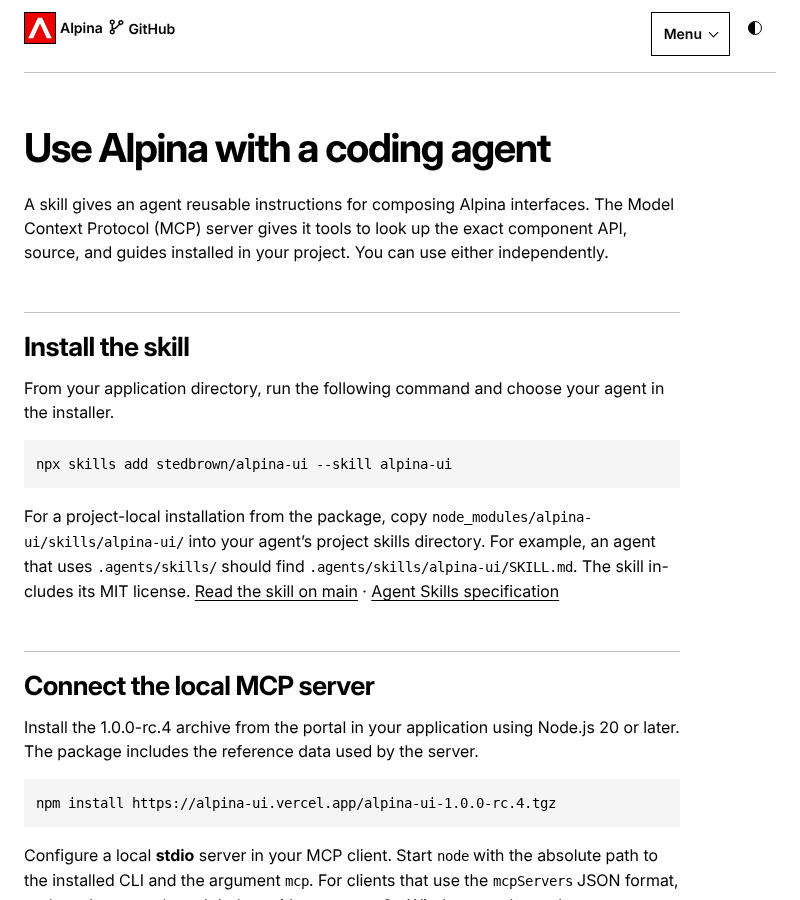 Alpina GitHub
Menu
Use Alpina with a coding agent
A skill gives an agent reusable instructions for composing Alpina interfaces. The Model
Context Protocol (MCP) server gives it tools to look up the exact component API,
source, and guides installed in your project. You can use either independently.
Install the skill
From your application directory, run the following command and choose your agent in
the installer.
npx skills add stedbrown/alpina-ui --skill alpina-ui
For a project-local installation from the package, copy node_modules/alpina-
ui/skills/alpina-ui/ into your agent’s project skills directory. For example, an agent
that uses .agents/skills/ should find .agents/skills/alpina-ui/SKILL.md. The skill in-
cludes its MIT license. Read the skill on main · Agent Skills specification
Connect the local MCP server
Install the 1.0.0-rc.4 archive from the portal in your application using Node.js 20 or later.
The package includes the reference data used by the server.
npm install https://alpina-ui.vercel.app/alpina-ui-1.0.0-rc.4.tgz
Configure a local stdio server in your MCP client. Start node with the absolute path to
the installed CLI and the argument mcp. For clients that use the mcpServers JSON format,